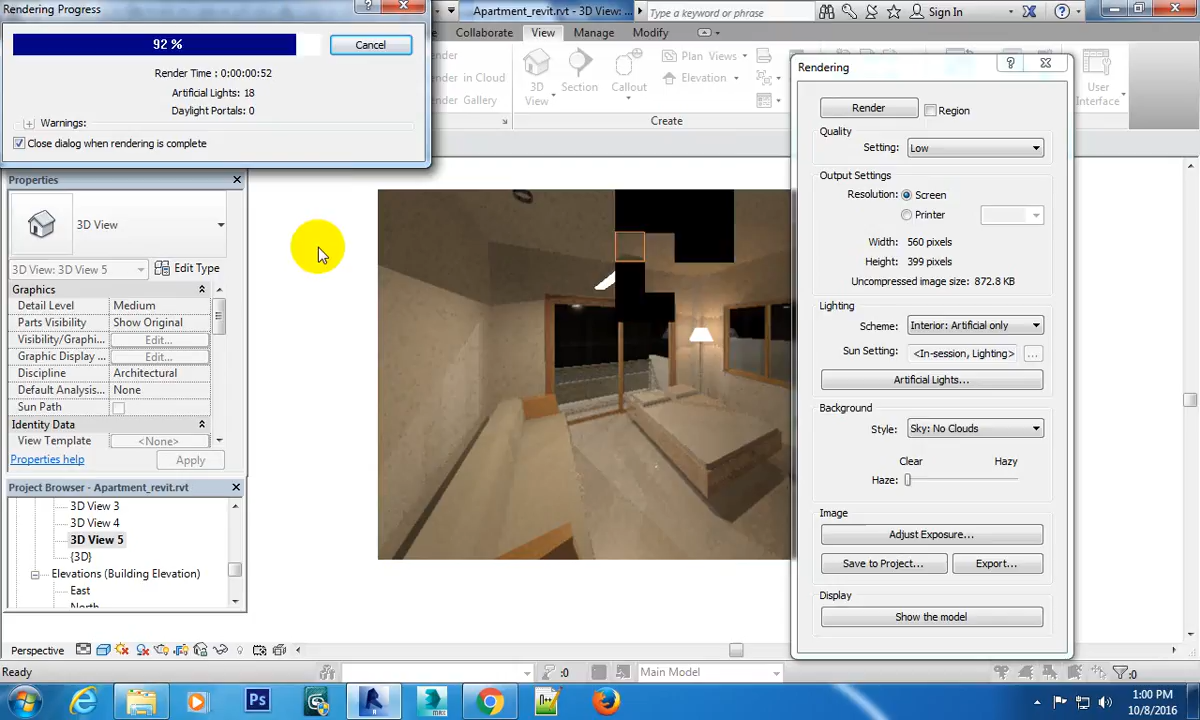 Rendering Progress
92 %
Cancel
Render Time : 0:00:00:52
Artificial Lights: 18
Daylight Portals: 0
Warnings:
Close dialog when rendering is complete
Apartment_revit.rvt
3D View: ...
Type a keyword or phrase
Sign In
Collaborate
View
Manage
Modify
Render
Render in Cloud
Render Gallery
3D
View
Section
Callout
Plan Views
Elevation
User
Interface
Create
Rendering
Render
Region
Quality
Setting:
Low
Output Settings
Resolution:
Screen
Printer
Width: 560 pixels
Height: 399 pixels
Uncompressed image size: 872.8 KB
Lighting
Scheme:
Interior: Artificial only
Sun Setting:
<In-session, Lighting>
...
Artificial Lights...
Background
Style:
Sky: No Clouds
Clear
Hazy
Haze:
Image
Adjust Exposure...
Save to Project...
Export...
Display
Show the model
Properties
3D View
3D View: 3D View 5
Edit Type
Graphics
Detail Level
Medium
Parts Visibility
Show Original
Visibility/Graphi...
Edit...
Graphic Display ...
Edit...
Discipline
Architectural
Default Analysis...
None
Sun Path
Identity Data
View Template
<None>
Properties help
Apply
Project Browser - Apartment_revit.rvt
3D View 3
3D View 4
3D View 5
{3D}
Elevations (Building Elevation)
East
North
Perspective
Ready
:0
Main Model
:0
Ps
MAX
1:00 PM
10/8/2016